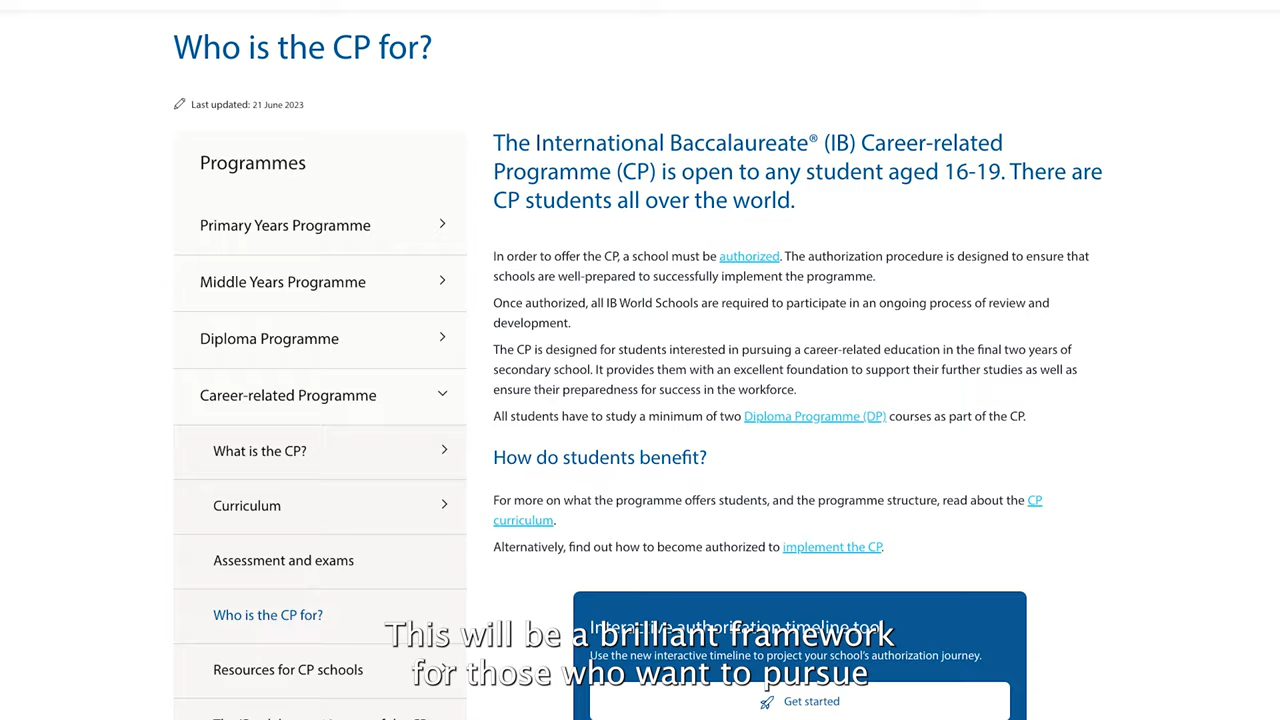 Who is the CP for?
Last updated: 21 June 2023
Programmes
Primary Years Programme
Middle Years Programme
Diploma Programme
Career-related Programme
What is the CP?
Curriculum
Assessment and exams
Who is the CP for?
Resources for CP schools
The International Baccalaureate® (IB) Career-related
Programme (CP) is open to any student aged 16-19. There are
CP students all over the world.
In order to offer the CP, a school must be authorized. The authorization procedure is designed to ensure that
schools are well-prepared to successfully implement the programme.
Once authorized, all IB World Schools are required to participate in an ongoing process of review and
development.
The CP is designed for students interested in pursuing a career-related education in the final two years of
secondary school. It provides them with an excellent foundation to support their further studies as well as
ensure their preparedness for success in the workforce.
All students have to study a minimum of two Diploma Programme (DP) courses as part of the CP.
How do students benefit?
For more on what the programme offers students, and the programme structure, read about the CP
curriculum.
Alternatively, find out how to become authorized to implement the CP.
Interactive authorization timeline tool
Use the new interactive timeline to project your school's authorization journey.
Get started
This will be a brilliant framework
for those who want to pursue